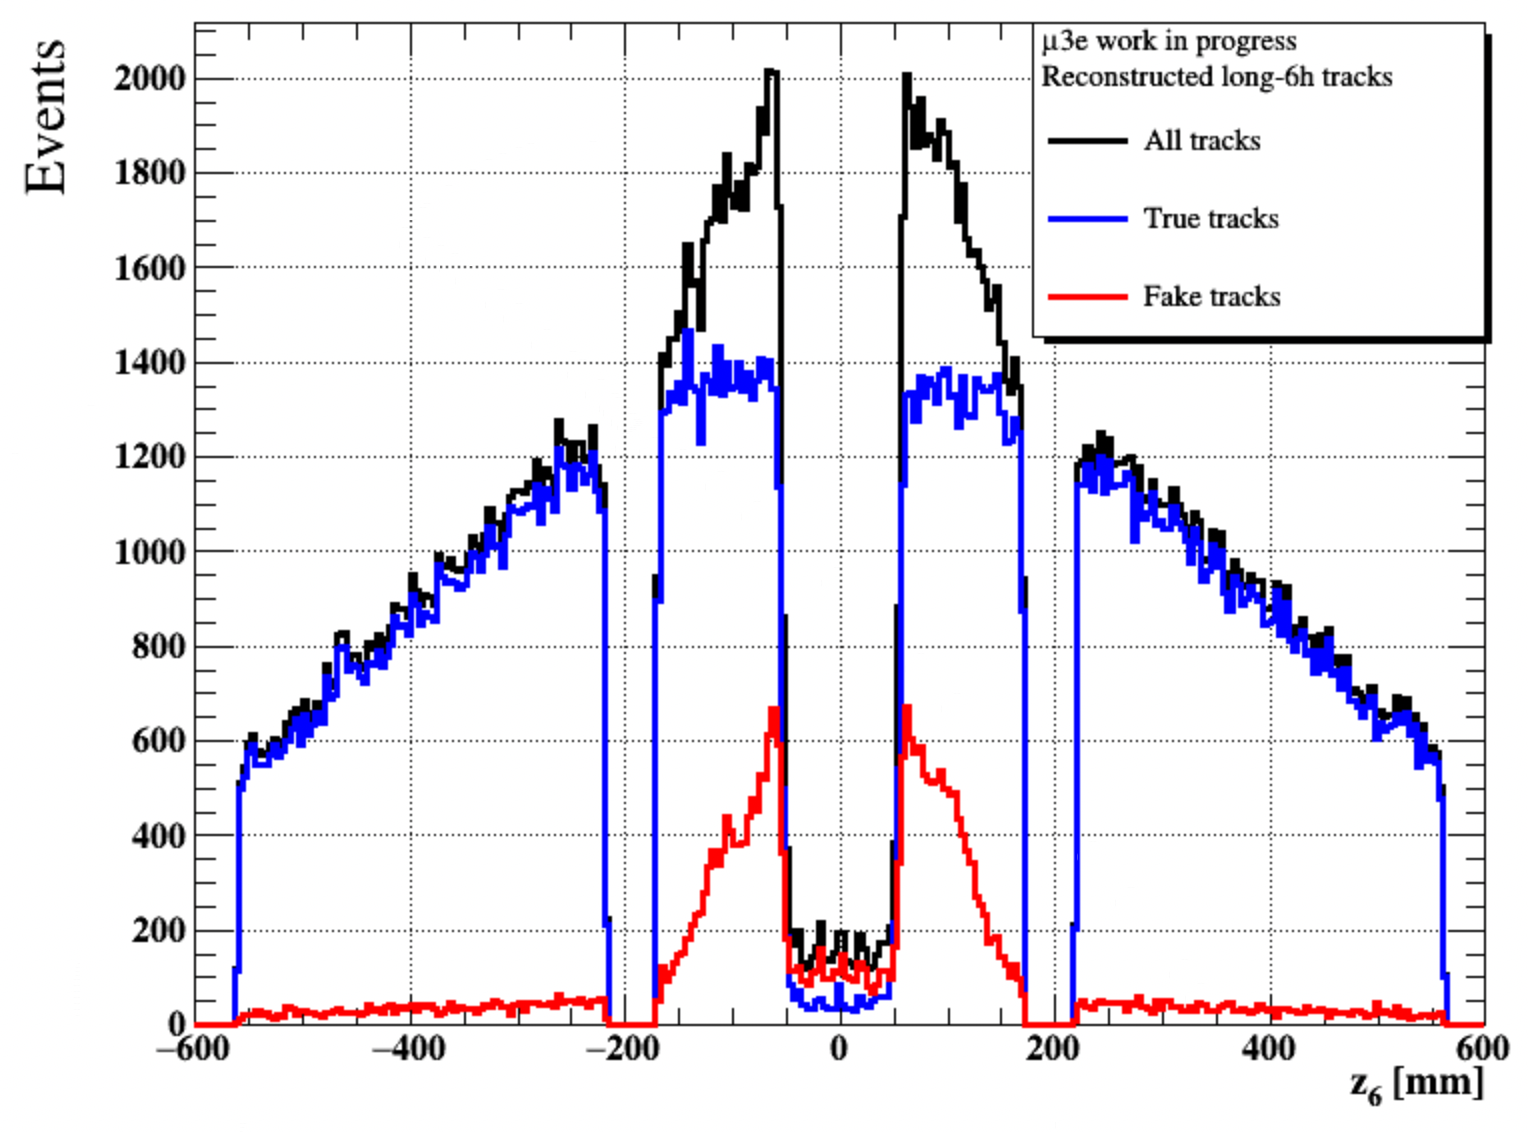 Events
2000
1800
1600
1400
1200
1000
800
600
400
200
0
−600
−400
−200
0
200
400
600
z6 [mm]
μ3e work in progress
Reconstructed long-6h tracks
All tracks
True tracks
Fake tracks